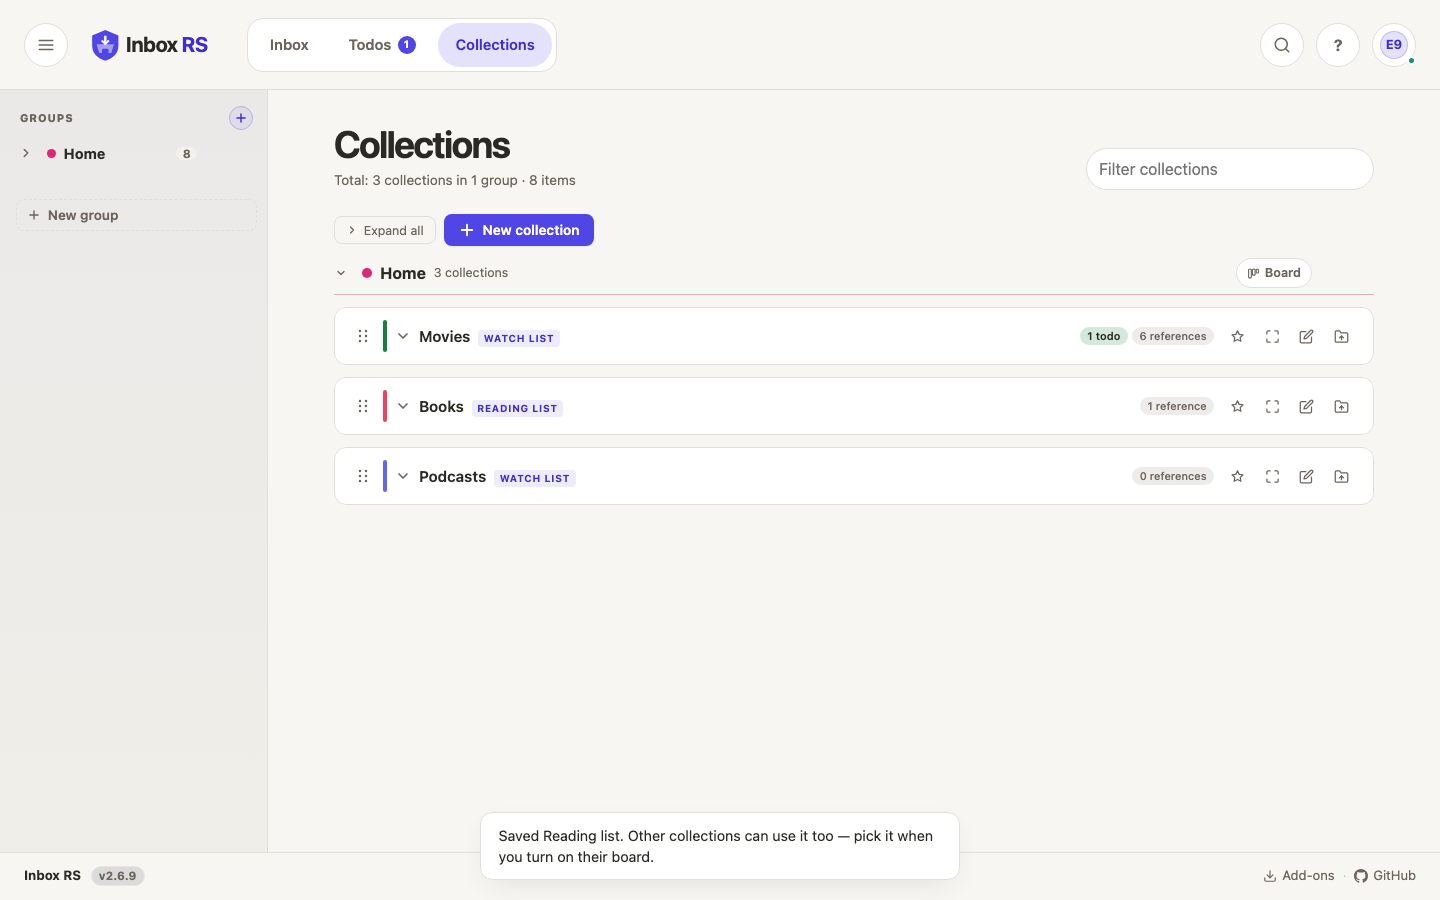 Inbox RS
Inbox
Todos 1
Collections
?
E9
GROUPS
Home 8
New group
Collections
Total: 3 collections in 1 group · 8 items
Filter collections
Expand all
New collection
Home 3 collections
Board
Movies WATCH LIST
1 todo 6 references
Books READING LIST
1 reference
Podcasts WATCH LIST
0 references
Saved Reading list. Other collections can use it too — pick it when
you turn on their board.
Inbox RS v2.6.9
Add-ons · GitHub